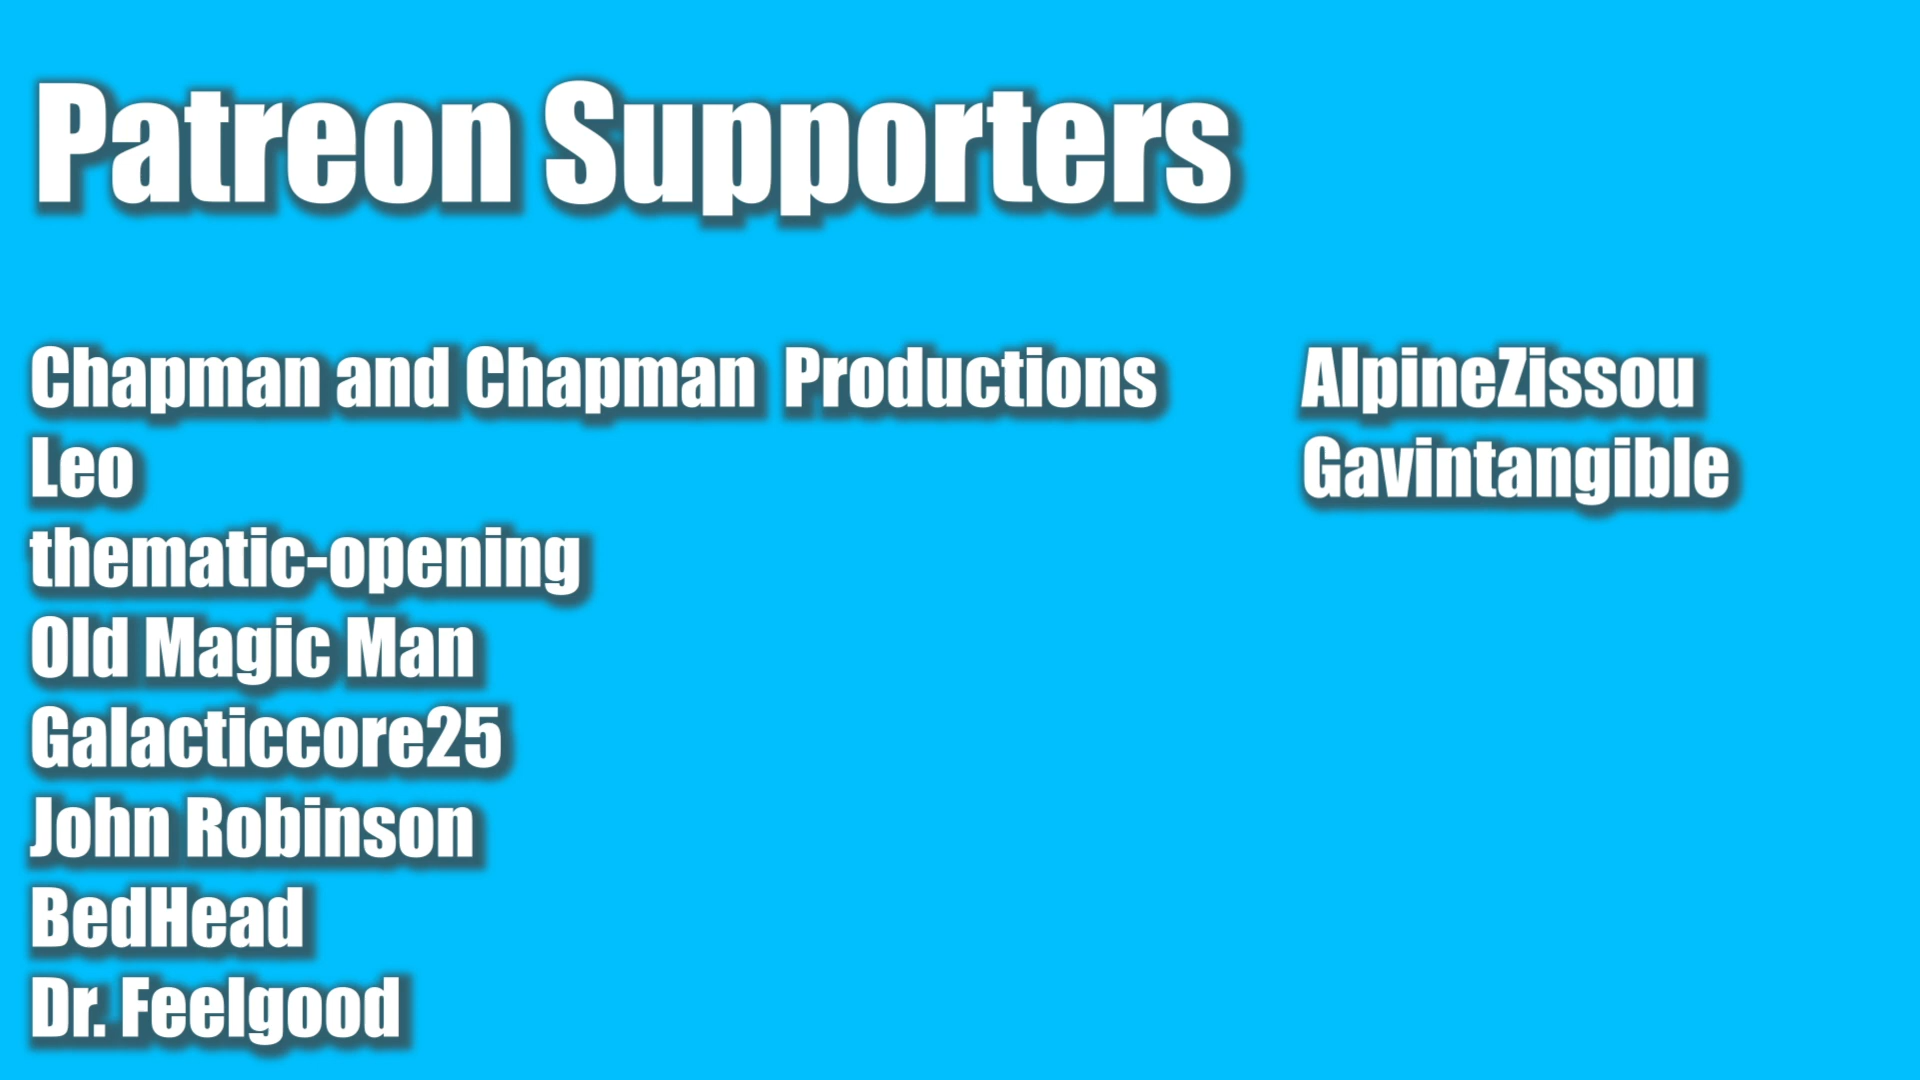 Patreon Supporters
Chapman and Chapman  Productions
Leo
thematic-opening
Old Magic Man
Galacticcore25
John Robinson
BedHead
Dr. Feelgood
AlpineZissou
Gavintangible